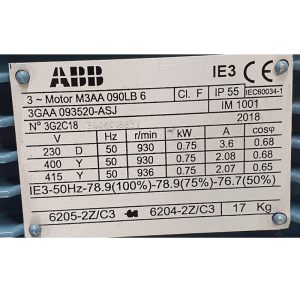 ABB IE3 CE
3 ~ Motor M3AA 090LB 6 Cl. F IP 55 IEC60034-1
3GAA 093520-ASJ IM 1001
Nº 3G2C18 2018
V Hz r/min kW A cosφ
230 D 50 930 0.75 3.6 0.68
400 Y 50 930 0.75 2.08 0.68
415 Y 50 936 0.75 2.07 0.65
IE3-50Hz-78.9(100%)-78.9(75%)-76.7(50%)
6205-2Z/C3 6204-2Z/C3 17 Kg